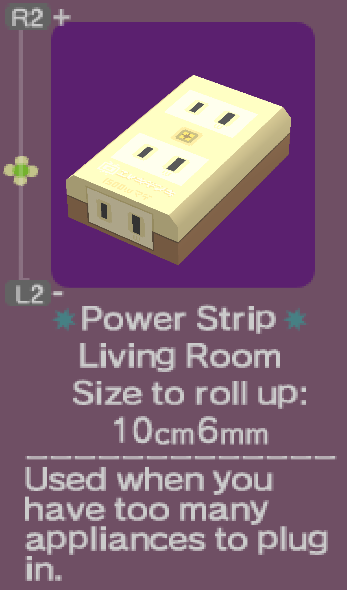 R2 +
L2 -
Power Strip
Living Room
Size to roll up:
10cm6mm
Used when you
have too many
appliances to plug
in.